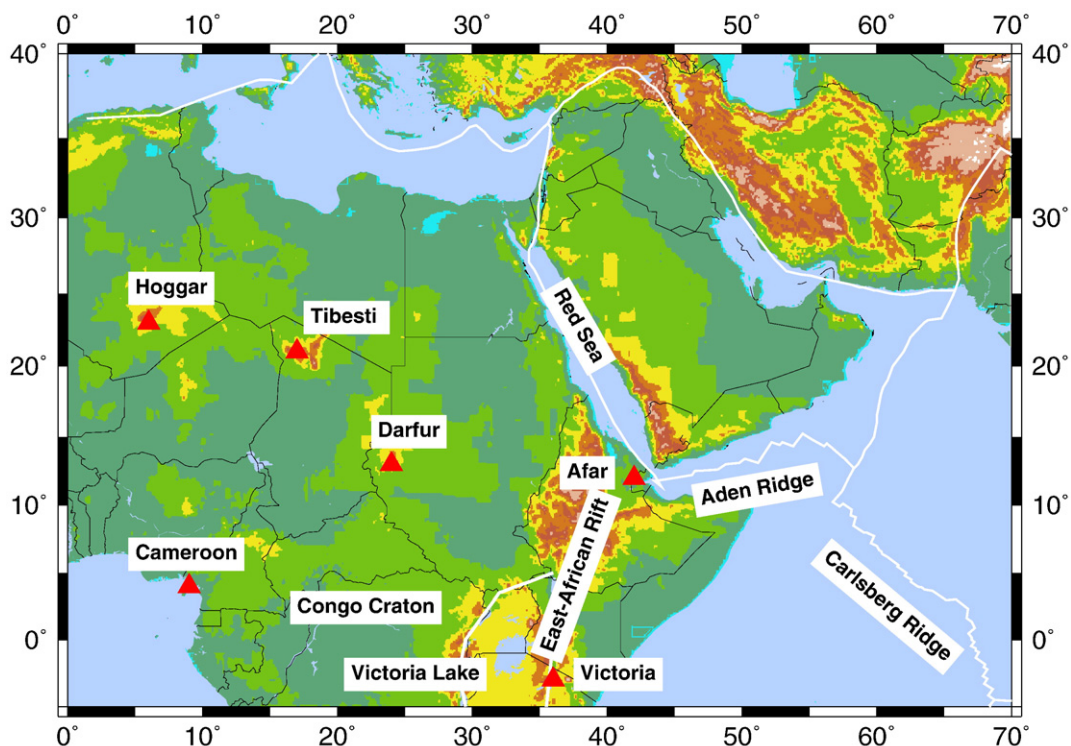 0˚ 10˚ 20˚ 30˚ 40˚ 50˚ 60˚ 70˚
40˚ 40˚
30˚ 30˚
Hoggar
Red Sea
Tibesti
20˚ 20˚
Darfur
Afar
Aden Ridge
10˚ 10˚
East-African Rift
Cameroon
Carlsberg Ridge
Congo Craton
0˚ 0˚
Victoria Lake
Victoria
0˚ 10˚ 20˚ 30˚ 40˚ 50˚ 60˚ 70˚